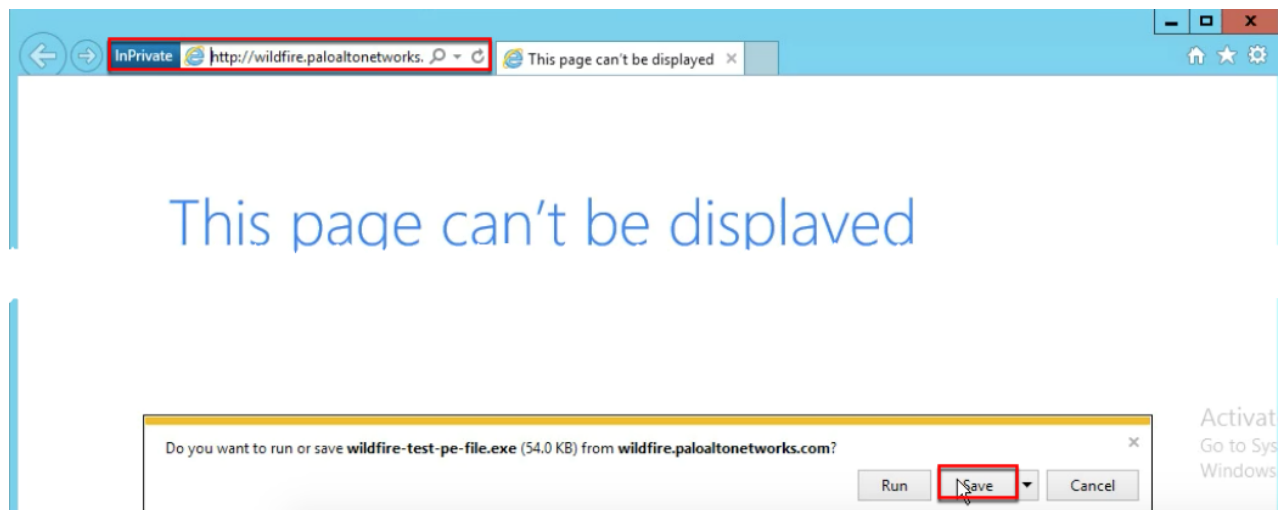 InPrivate http://wildfire.paloaltonetworks. This page can't be displayed
This page can't be displayed
Do you want to run or save wildfire-test-pe-file.exe (54.0 KB) from wildfire.paloaltonetworks.com?
Run Save Cancel
Activat
Go to Sys
Windows